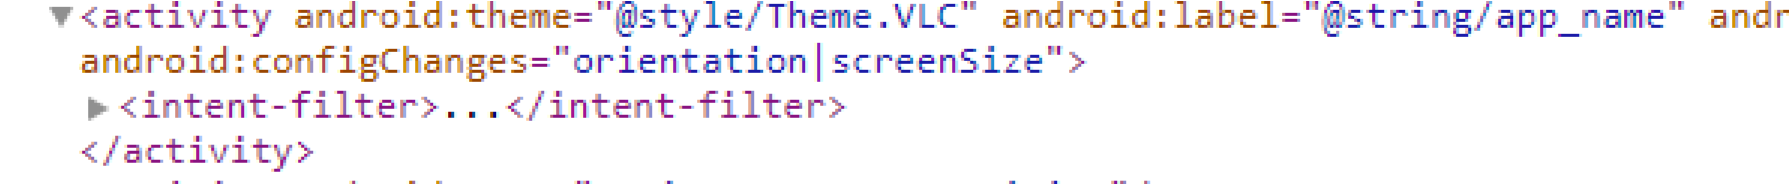 <activity android:theme="@style/Theme.VLC" android:label="@string/app_name" andr
android:configChanges="orientation|screenSize">
<intent-filter>...</intent-filter>
</activity>